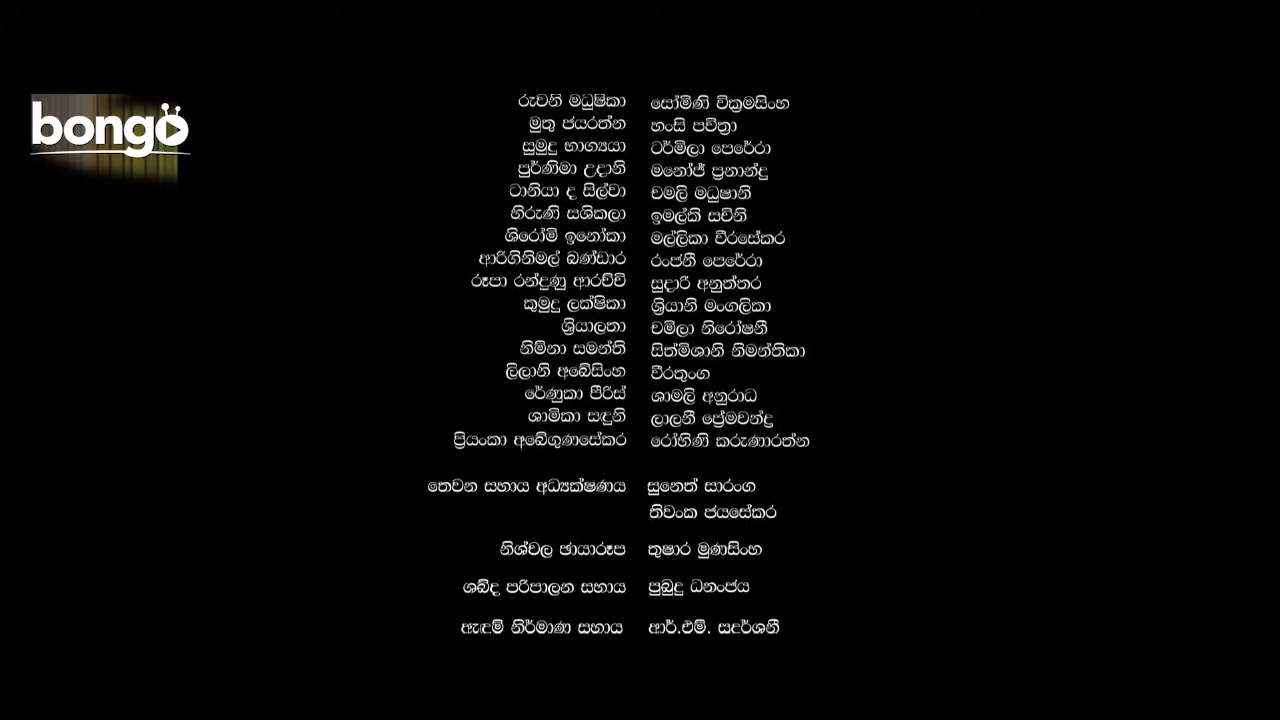 bongo
රුවනි මධුෂිකා සෝමිණි වික්‍රමසිංහ
මුතු ජයරත්න හංසි පවිත්‍රා
සුමුදු භාග්‍යයා ටර්මිලා පෙරේරා
පූර්ණිමා උදානි මනෝජ් ප්‍රනාන්දු
ටානියා ද සිල්වා චමලි මධුෂානි
හිරුණි සශිකලා ඉමල්කි සචිනි
ශිරෝමි ඉනෝකා මල්ලිකා වීරසේකර
ආරිගිනිමල් බණ්ඩාර රංජනී පෙරේරා
රූපා රන්දුණු ආරච්චි සුදාරි අනුත්තර
කුමුදු ලක්ෂිකා ශ්‍රියානි මංගලිකා
ශ්‍රියාලතා චමිලා නිරෝෂනී
නිම්නා සමන්ති සිත්මිශානි නිමන්තිකා
ලිලානි අබේසිංහ වීරතුංග
රේණුකා පීරිස් ශාමලි අනුරාධ
ශාමිකා සඳුනි ලාලනී ප්‍රේමචන්ද්‍ර
ප්‍රියංකා අබේගුණසේකර රෝහිණි කරුණාරත්න
තෙවන සහාය අධ්‍යක්ෂණය සුනෙත් සාරංග
තිවංක ජයසේකර
නිශ්චල ඡායාරූප තුෂාර මුණසිංහ
ශබ්ද පරිපාලන සහාය පුබුදු ධනංජය
ඇඳුම් නිර්මාණ සහාය ආර්.එම්. සුදර්ශනී